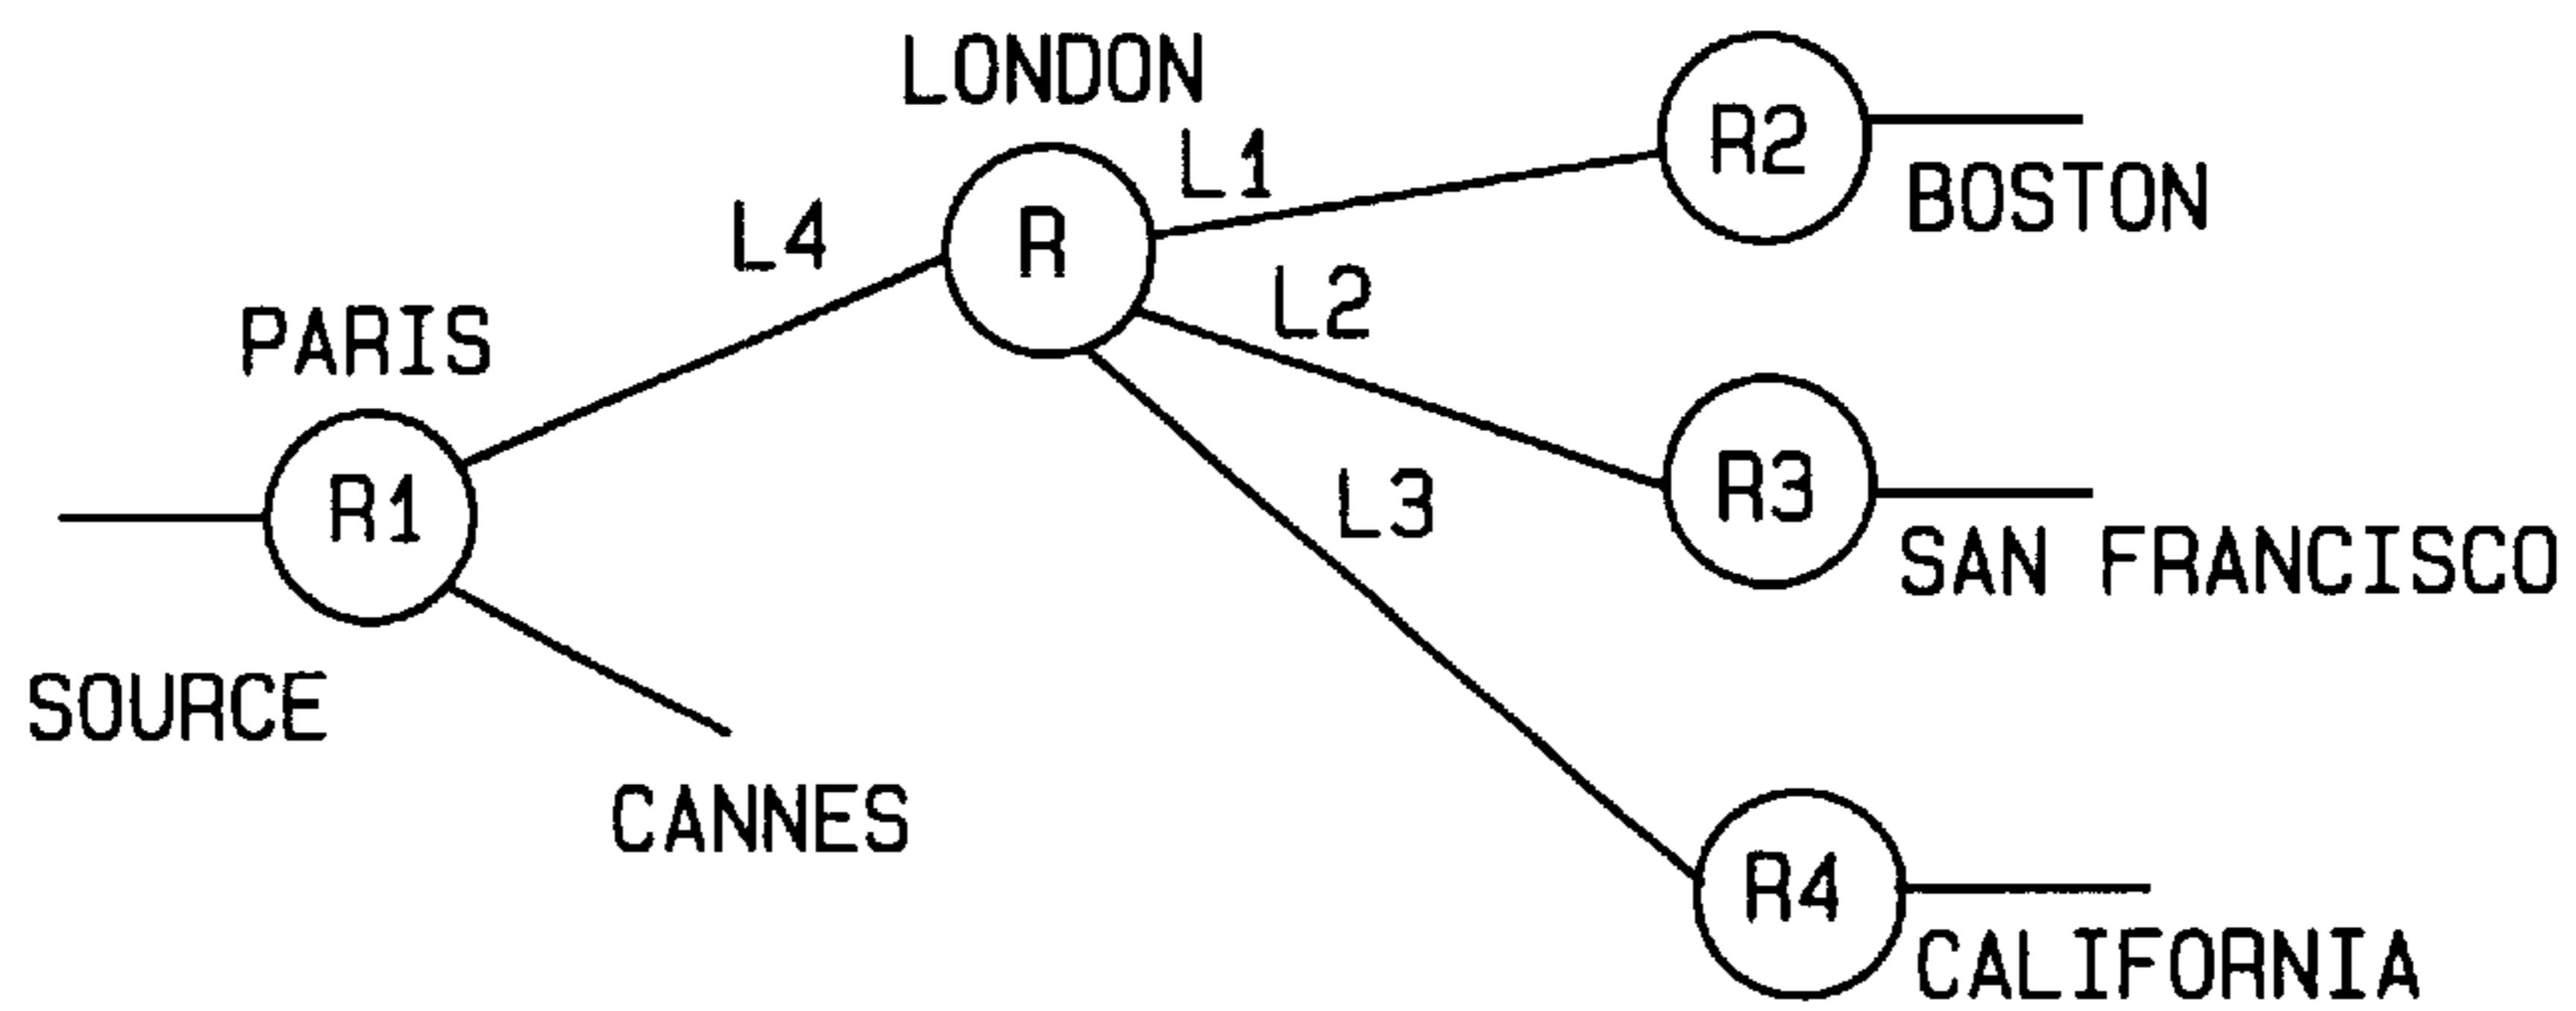 LONDON
R2
L1
BOSTON
L4
R
L2
PARIS
R3
L3
R1
SAN FRANCISCO
SOURCE
CANNES
R4
CALIFORNIA